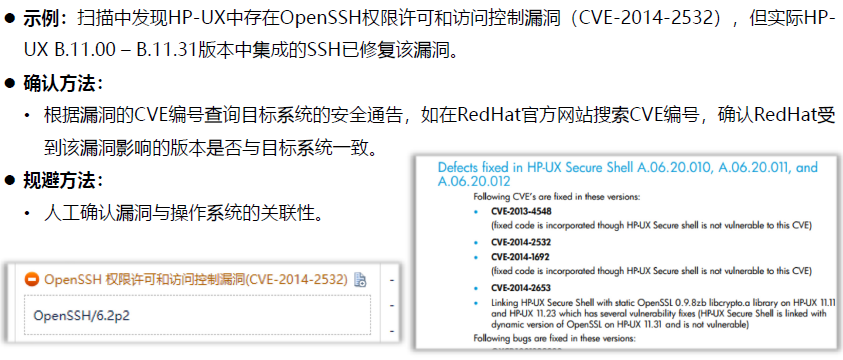 ● 示例：扫描中发现HP-UX中存在OpenSSH权限许可和访问控制漏洞（CVE-2014-2532），但实际HP-
UX B.11.00 – B.11.31版本中集成的SSH已修复该漏洞。
● 确认方法：
• 根据漏洞的CVE编号查询目标系统的安全通告，如在RedHat官方网站搜索CVE编号，确认RedHat受
到该漏洞影响的版本是否与目标系统一致。
● 规避方法：
• 人工确认漏洞与操作系统的关联性。
OpenSSH 权限许可和访问控制漏洞(CVE-2014-2532)
-
OpenSSH/6.2p2
-
-
Defects fixed in HP-UX Secure Shell A.06.20.010, A.06.20.011, and
A.06.20.012
Following CVE's are fixed in these versions:
• CVE-2013-4548
(fixed code is incorporated though HP-UX Secure shell is not vulnerable to this CVE)
• CVE-2014-2532
• CVE-2014-1692
(fixed code is incorporated though HP-UX Secure shell is not vulnerable to this CVE)
• CVE-2014-2653
• Linking HP-UX Secure Shell with static OpenSSL 0.9.8zb libcrypto.a library on HP-UX 11.11
and HP-UX 11.23 which has several vulnerability fixes (HP-UX Secure Shell is linked with
dynamic version of OpenSSL on HP-UX 11.31 and is not vulnerable)
Following bugs are fixed in these versions: